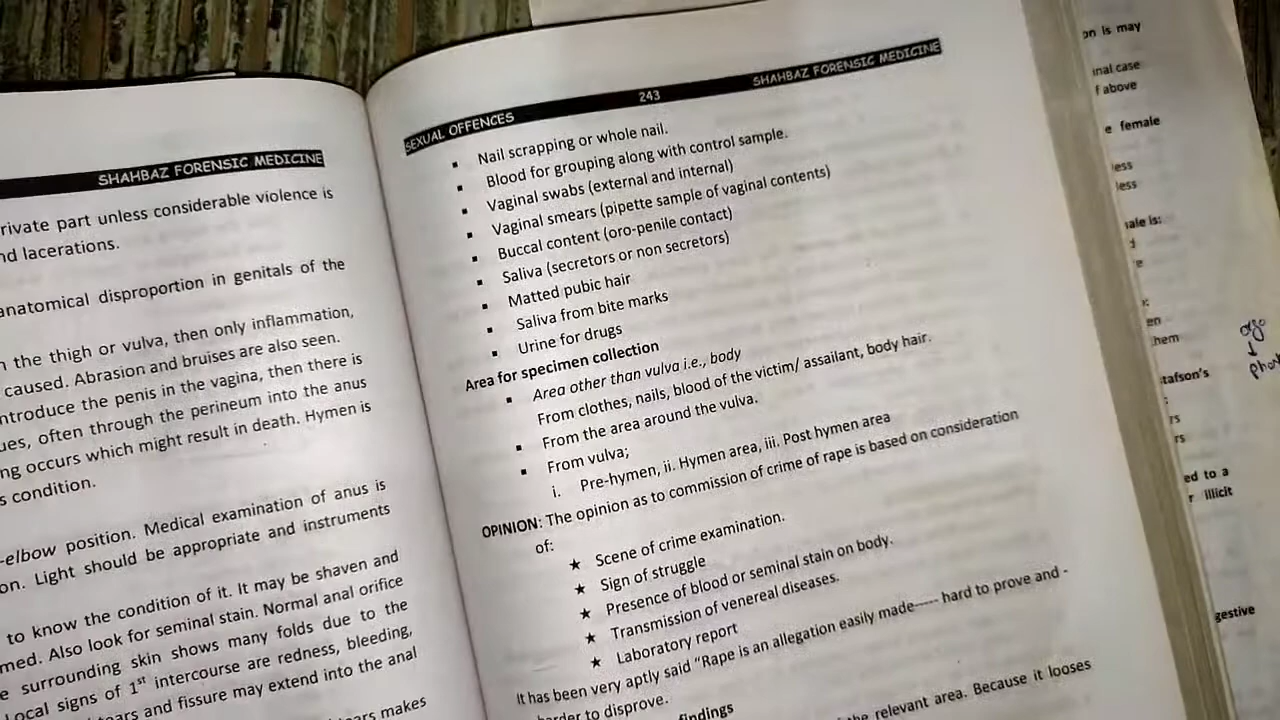 SHAHBAZ FORENSIC MEDICINE
rivate part unless considerable violence is
nd lacerations.
anatomical disproportion in genitals of the
the thigh or vulva, then only inflammation,
caused. Abrasion and bruises are also seen.
ntroduce the penis in the vagina, then there is
ues, often through the perineum into the anus
ng occurs which might result in death. Hymen is
s condition.
-elbow position. Medical examination of anus is
on. Light should be appropriate and instruments
to know the condition of it. It may be shaven and
med. Also look for seminal stain. Normal anal orifice
e surrounding skin shows many folds due to the
Local signs of 1st intercourse are redness, bleeding,
ears and fissure may extend into the anal
tears makes
SEXUAL OFFENCES 243 SHAHBAZ FORENSIC MEDICINE
▪ Nail scrapping or whole nail.
▪ Blood for grouping along with control sample.
▪ Vaginal swabs (external and internal)
▪ Vaginal smears (pipette sample of vaginal contents)
▪ Buccal content (oro-penile contact)
▪ Saliva (secretors or non secretors)
▪ Matted pubic hair
▪ Saliva from bite marks
▪ Urine for drugs
Area for specimen collection
▪ Area other than vulva i.e., body
From clothes, nails, blood of the victim/ assailant, body hair.
▪ From the area around the vulva.
▪ From vulva;
i. Pre-hymen, ii. Hymen area, iii. Post hymen area
OPINION: The opinion as to commission of crime of rape is based on consideration
of:
★ Scene of crime examination.
★ Sign of struggle
★ Presence of blood or seminal stain on body.
★ Transmission of venereal diseases.
★ Laboratory report
It has been very aptly said “Rape is an allegation easily made----- hard to prove and -
harder to disprove.
findings
the relevant area. Because it looses
on is may
inal case
f above
e female
less
less
nale is:
en
hem
tafson's
rs
rs
ed to a
r illicit
gestive